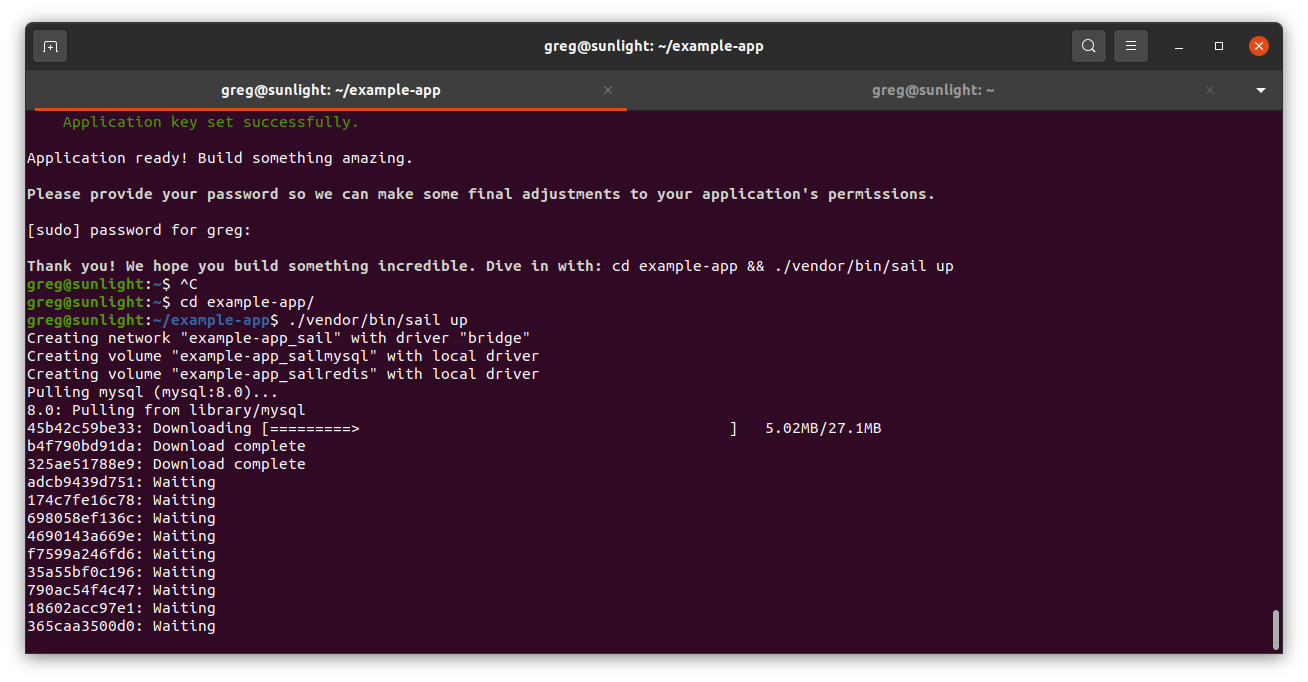 greg@sunlight: ~/example-app
greg@sunlight: ~/example-app
greg@sunlight: ~
Application key set successfully.
Application ready! Build something amazing.
Please provide your password so we can make some final adjustments to your application's permissions.
[sudo] password for greg:
Thank you! We hope you build something incredible. Dive in with: cd example-app && ./vendor/bin/sail up
greg@sunlight:~$ ^C
greg@sunlight:~$ cd example-app/
greg@sunlight:~/example-app$ ./vendor/bin/sail up
Creating network "example-app_sail" with driver "bridge"
Creating volume "example-app_sailmysql" with local driver
Creating volume "example-app_sailredis" with local driver
Pulling mysql (mysql:8.0)...
8.0: Pulling from library/mysql
45b42c59be33: Downloading [=========>                                         ]   5.02MB/27.1MB
b4f790bd91da: Download complete
325ae51788e9: Download complete
adcb9439d751: Waiting
174c7fe16c78: Waiting
698058ef136c: Waiting
4690143a669e: Waiting
f7599a246fd6: Waiting
35a55bf0c196: Waiting
790ac54f4c47: Waiting
18602acc97e1: Waiting
365caa3500d0: Waiting